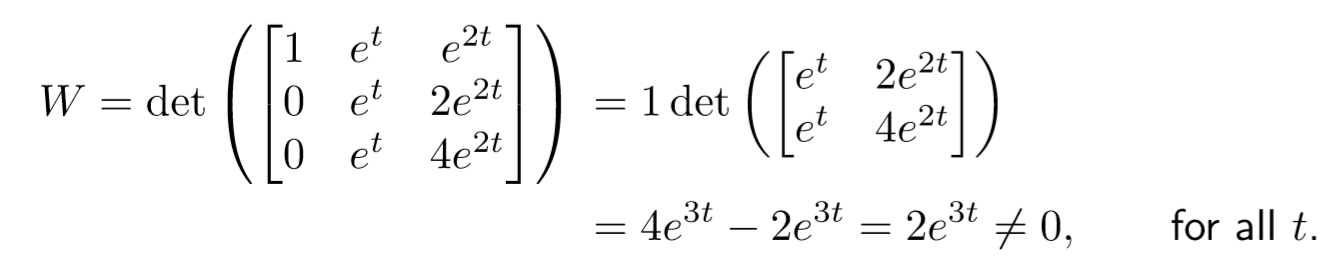 W = det ( [ 1 e^t e^{2t} ; 0 e^t 2e^{2t} ; 0 e^t 4e^{2t} ] ) = 1 det ( [ e^t 2e^{2t} ; e^t 4e^{2t} ] )
= 4e^{3t} − 2e^{3t} = 2e^{3t} ≠ 0, for all t.